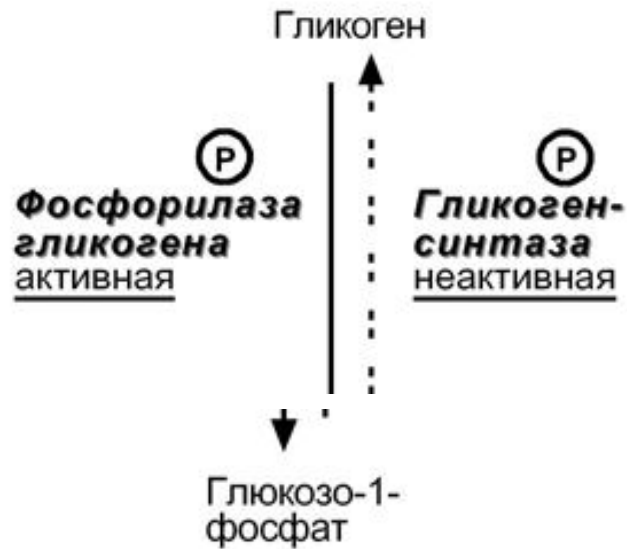 Гликоген
P
Фосфорилаза
гликогена
активная
P
Гликоген-
синтаза
неактивная
Глюкозо-1-
фосфат